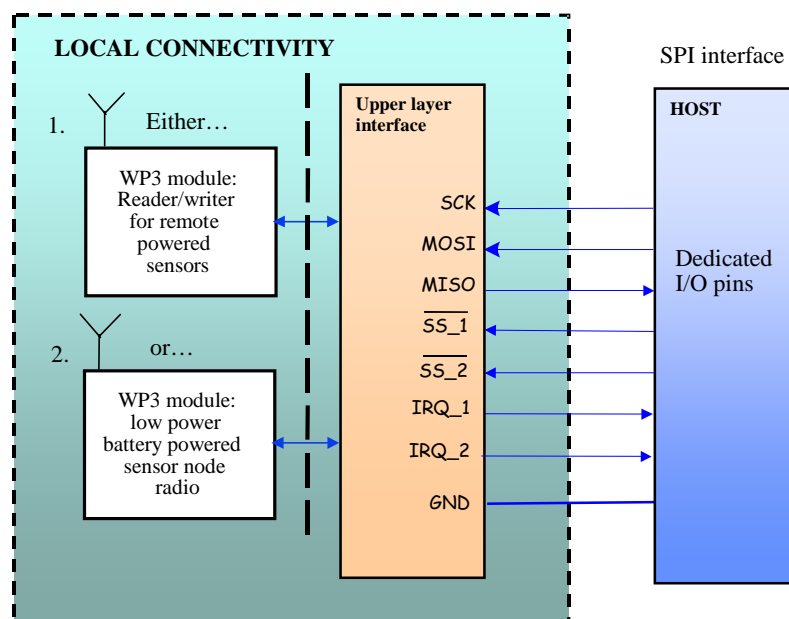 LOCAL CONNECTIVITY
1.
Either…
WP3 module:
Reader/writer
for remote
powered
sensors
2.
or…
WP3 module:
low power
battery powered
sensor node
radio
Upper layer
interface
SCK
MOSI
MISO
SS_1
SS_2
IRQ_1
IRQ_2
GND
SPI interface
HOST
Dedicated
I/O pins